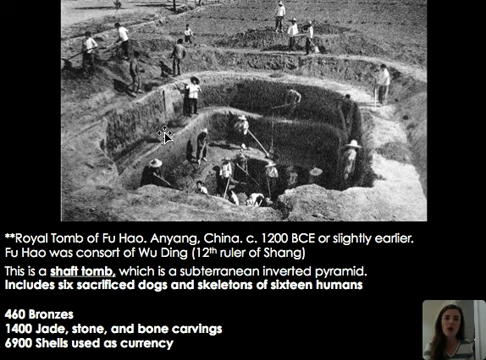 **Royal Tomb of Fu Hao. Anyang, China. c. 1200 BCE or slightly earlier.
Fu Hao was consort of Wu Ding (12th ruler of Shang)
This is a shaft tomb, which is a subterranean inverted pyramid.
Includes six sacrificed dogs and skeletons of sixteen humans
460 Bronzes
1400 Jade, stone, and bone carvings
6900 Shells used as currency